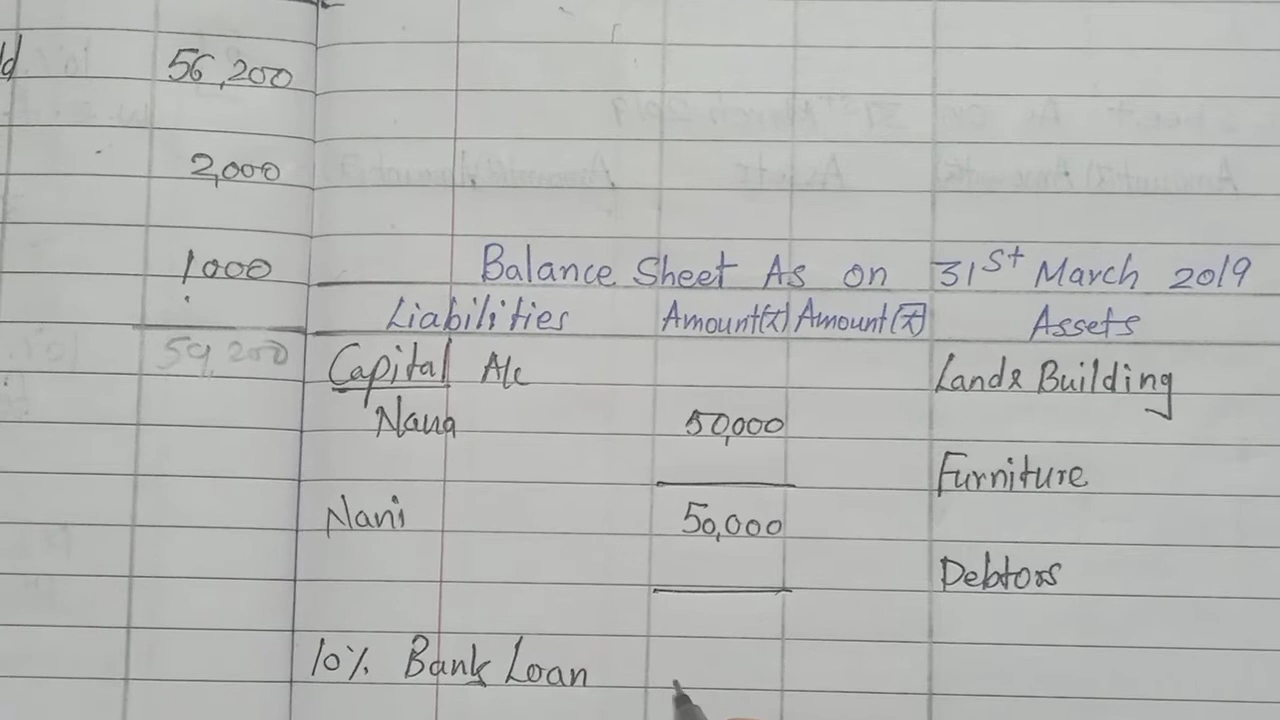 d 56,200
2,000
1000
59,200
Balance Sheet As on 31st March 2019
Liabilities Amount(₹) Amount(₹) Assets
Capital A/c Land & Building
Nana 50,000
Furniture
Nani 50,000
Debtors
10% Bank Loan